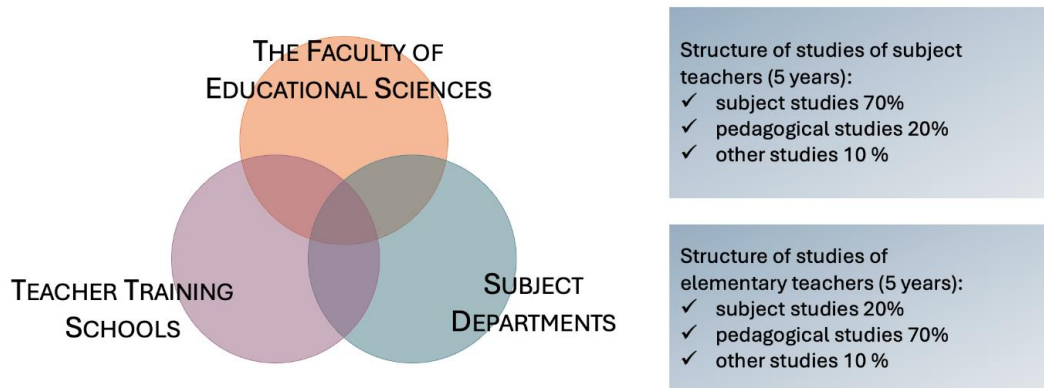 THE FACULTY OF
EDUCATIONAL SCIENCES
TEACHER TRAINING
SCHOOLS
SUBJECT
DEPARTMENTS
Structure of studies of subject
teachers (5 years):
✓ subject studies 70%
✓ pedagogical studies 20%
✓ other studies 10 %
Structure of studies of
elementary teachers (5 years):
✓ subject studies 20%
✓ pedagogical studies 70%
✓ other studies 10 %